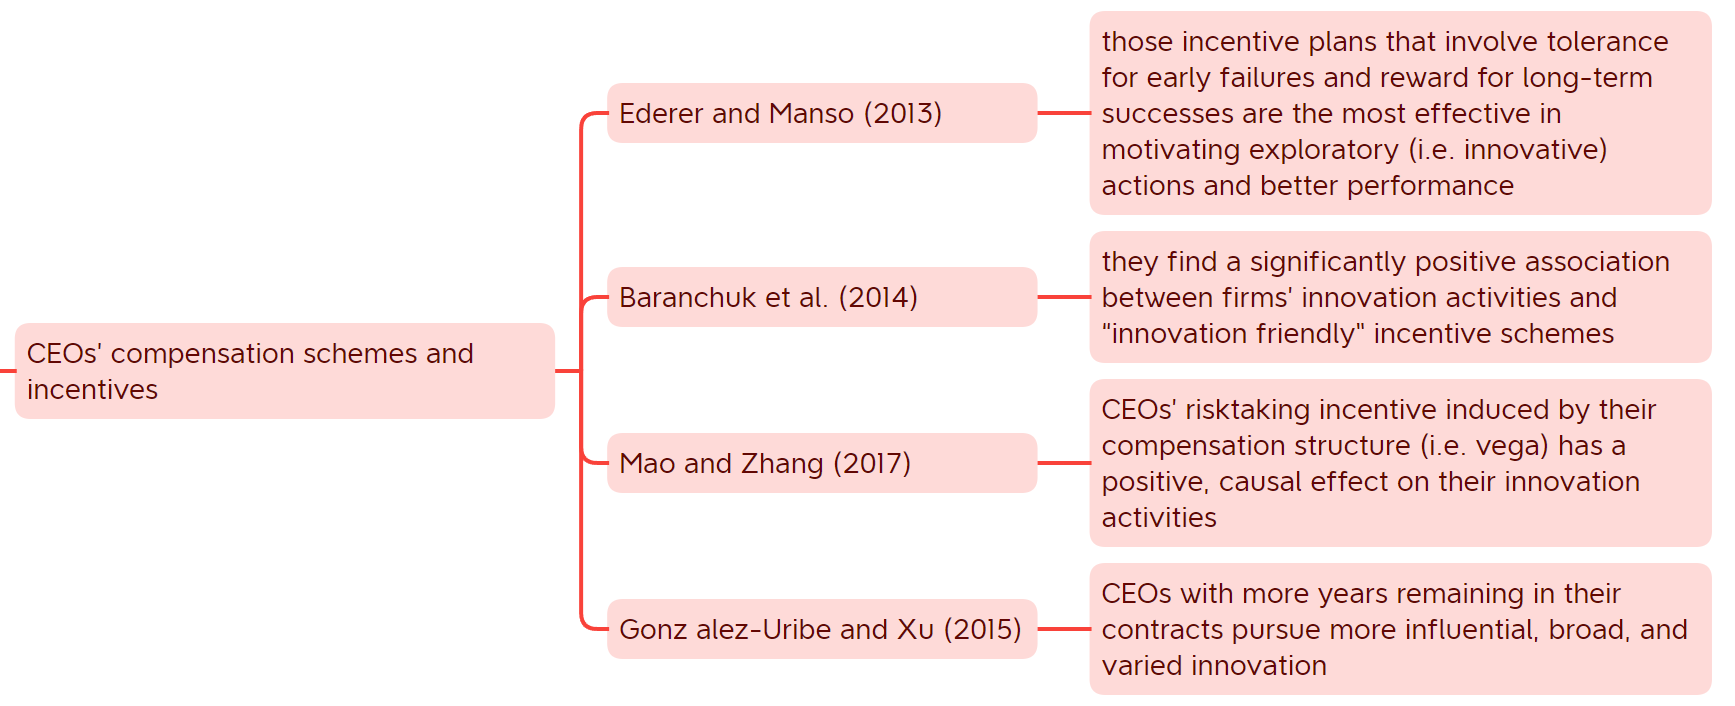 CEOs' compensation schemes and
incentives
Ederer and Manso (2013)
those incentive plans that involve tolerance
for early failures and reward for long-term
successes are the most effective in
motivating exploratory (i.e. innovative)
actions and better performance
Baranchuk et al. (2014)
they find a significantly positive association
between firms' innovation activities and
“innovation friendly" incentive schemes
Mao and Zhang (2017)
CEOs' risktaking incentive induced by their
compensation structure (i.e. vega) has a
positive, causal effect on their innovation
activities
Gonz alez-Uribe and Xu (2015)
CEOs with more years remaining in their
contracts pursue more influential, broad, and
varied innovation